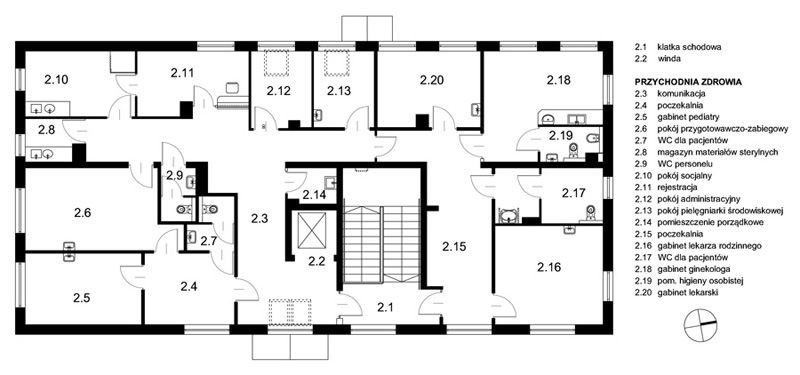 2.10
2.11
2.12
2.13
2.20
2.18
2.8
2.19
2.9
2.14
2.17
2.6
2.3
2.7
2.15
2.2
2.16
2.5
2.4
2.1
2.1 klatka schodowa
2.2 winda
PRZYCHODNIA ZDROWIA
2.3 komunikacja
2.4 poczekalnia
2.5 gabinet pediatry
2.6 pokój przygotowawczo-zabiegowy
2.7 WC dla pacjentów
2.8 magazyn materiałów sterylnych
2.9 WC personelu
2.10 pokój socjalny
2.11 rejestracja
2.12 pokój administracyjny
2.13 pokój pielęgniarki środowiskowej
2.14 pomieszczenie porządkowe
2.15 poczekalnia
2.16 gabinet lekarza rodzinnego
2.17 WC dla pacjentów
2.18 gabinet ginekologa
2.19 pom. higieny osobistej
2.20 gabinet lekarski